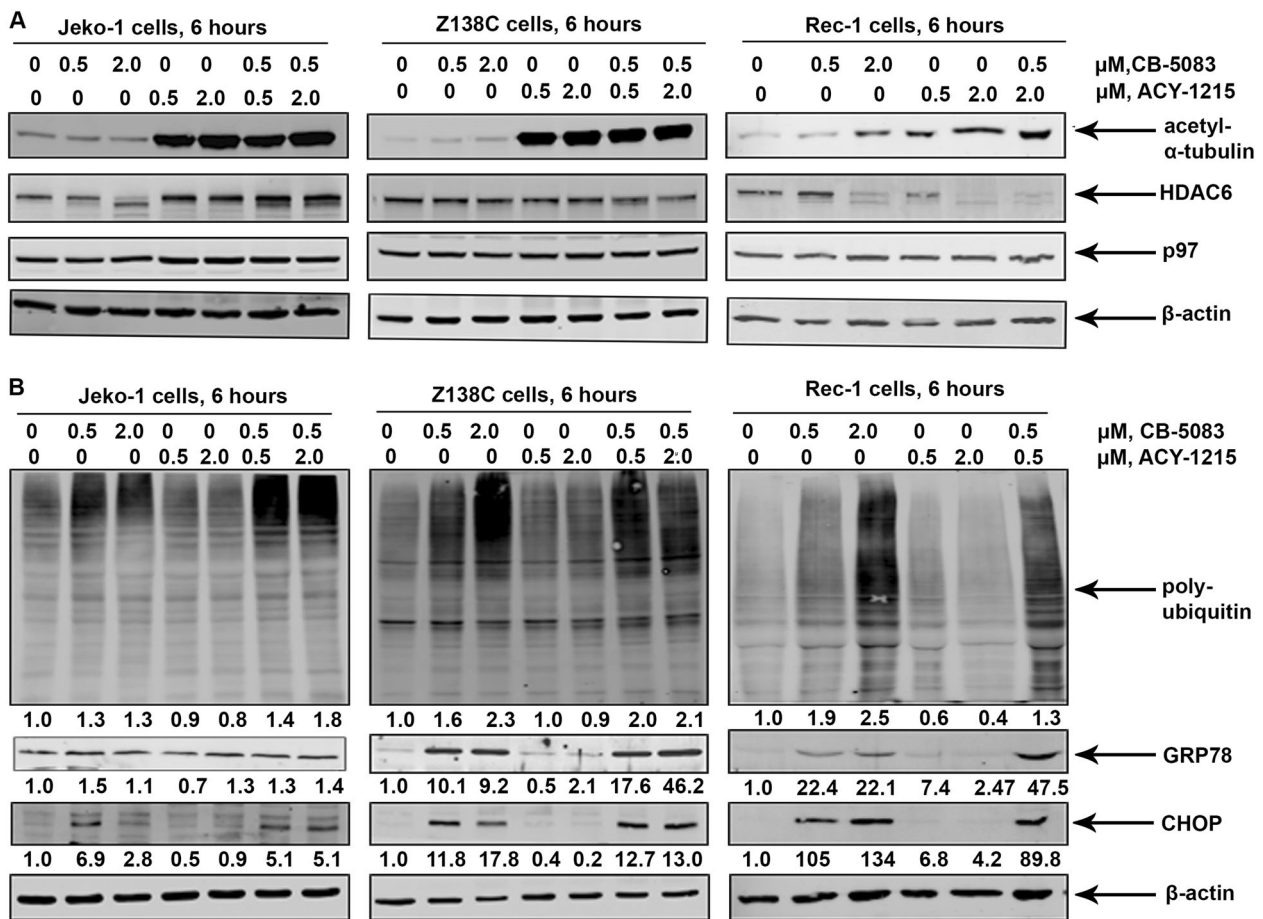 A
Jeko-1 cells, 6 hours
Z138C cells, 6 hours
Rec-1 cells, 6 hours
0 0.5 2.0 0 0 0.5 0.5
0 0.5 2.0 0 0 0.5 0.5
0 0.5 2.0 0 0 0.5
µM,CB-5083
0 0 0 0.5 2.0 0.5 2.0
0 0 0 0.5 2.0 0.5 2.0
0 0 0 0.5 2.0 2.0
µM, ACY-1215
acetyl-
α-tubulin
HDAC6
p97
β-actin
B
Jeko-1 cells, 6 hours
Z138C cells, 6 hours
Rec-1 cells, 6 hours
0 0.5 2.0 0 0 0.5 0.5
0 0.5 2.0 0 0 0.5 0.5
0 0.5 2.0 0 0 0.5
µM, CB-5083
0 0 0 0.5 2.0 0.5 2.0
0 0 0 0.5 2.0 0.5 2.0
0 0 0 0.5 2.0 0.5
µM, ACY-1215
poly-
ubiquitin
1.0 1.3 1.3 0.9 0.8 1.4 1.8
1.0 1.6 2.3 1.0 0.9 2.0 2.1
1.0 1.9 2.5 0.6 0.4 1.3
GRP78
1.0 1.5 1.1 0.7 1.3 1.3 1.4
1.0 10.1 9.2 0.5 2.1 17.6 46.2
1.0 22.4 22.1 7.4 2.47 47.5
CHOP
1.0 6.9 2.8 0.5 0.9 5.1 5.1
1.0 11.8 17.8 0.4 0.2 12.7 13.0
1.0 105 134 6.8 4.2 89.8
β-actin